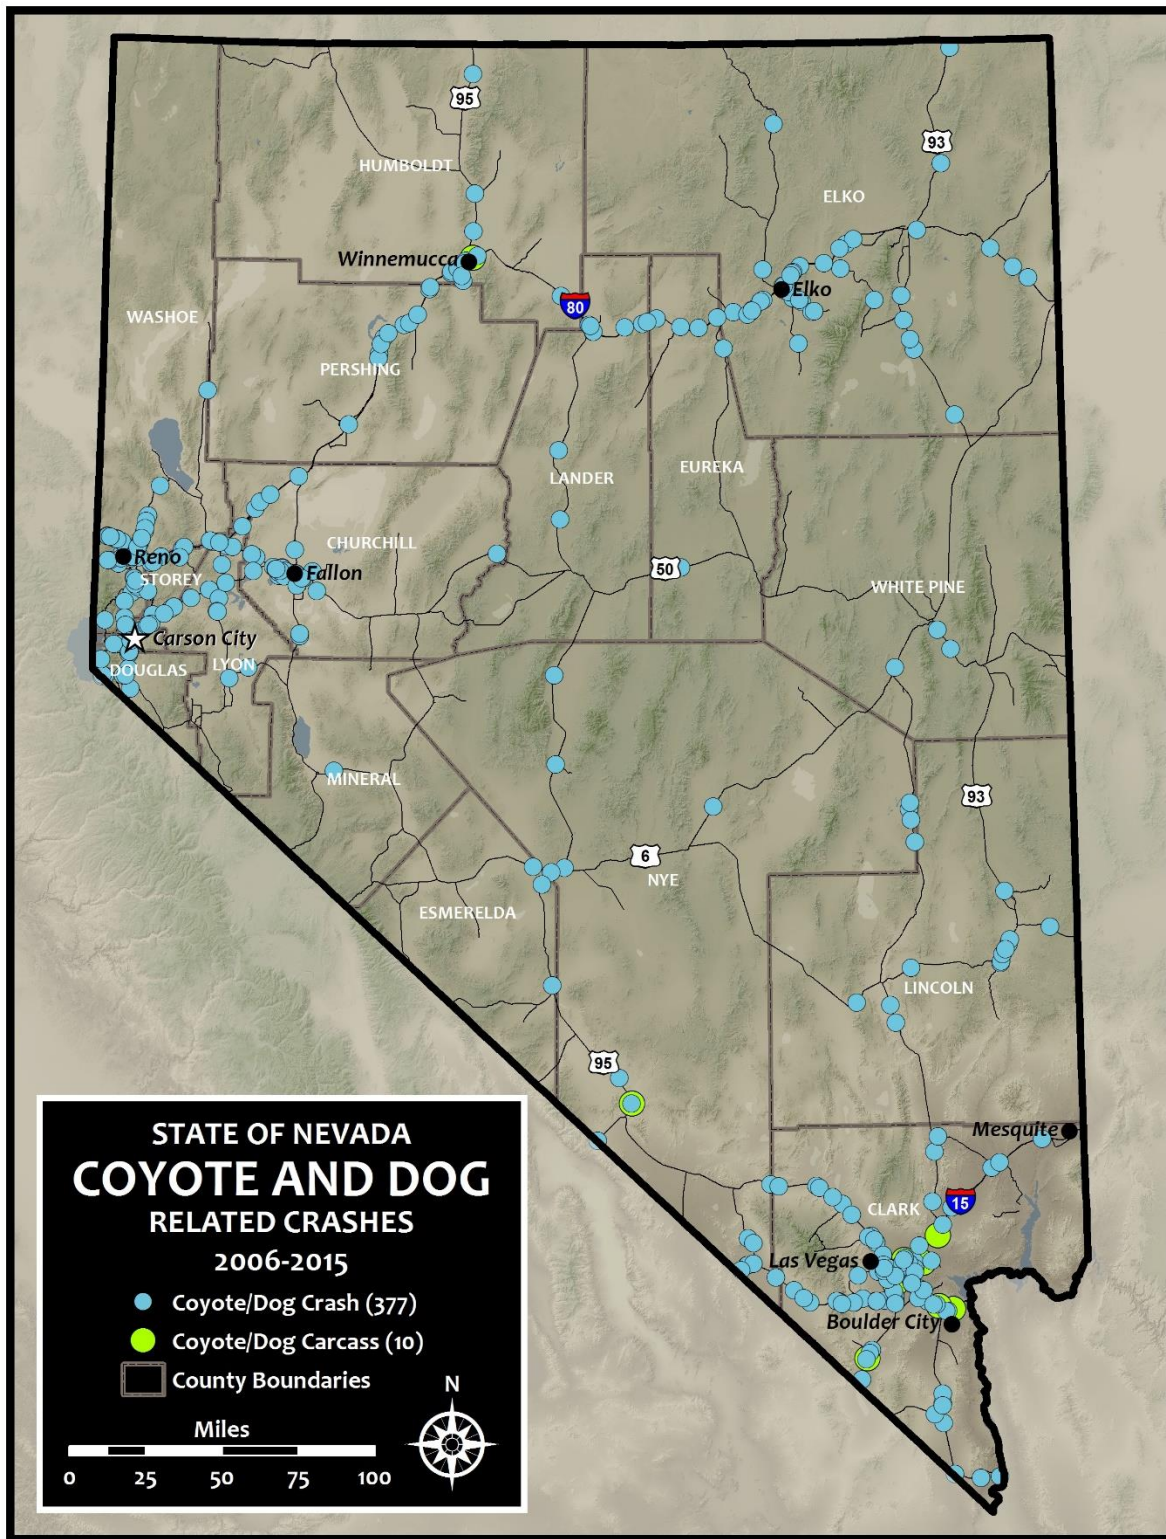 95
93
HUMBOLDT
ELKO
Winnemucca
Elko
80
WASHOE
PERSHING
EUREKA
LANDER
CHURCHILL
Reno
Fallon
50
STOREY
WHITE PINE
Carson City
DOUGLAS
LYON
MINERAL
93
6
NYE
ESMERELDA
LINCOLN
95
Mesquite
15
CLARK
Las Vegas
Boulder City
STATE OF NEVADA
COYOTE AND DOG
RELATED CRASHES
2006-2015
Coyote/Dog Crash (377)
Coyote/Dog Carcass (10)
County Boundaries
N
Miles
0 25 50 75 100